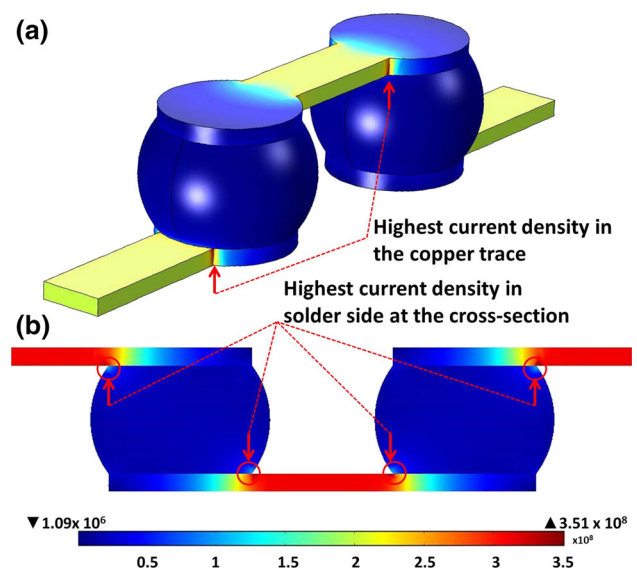 (a)
Highest current density in
the copper trace
Highest current density in
solder side at the cross-section
(b)
▼ 1.09x 10⁶
▲ 3.51 x 10⁸
x10⁸
0.5 1 1.5 2 2.5 3 3.5